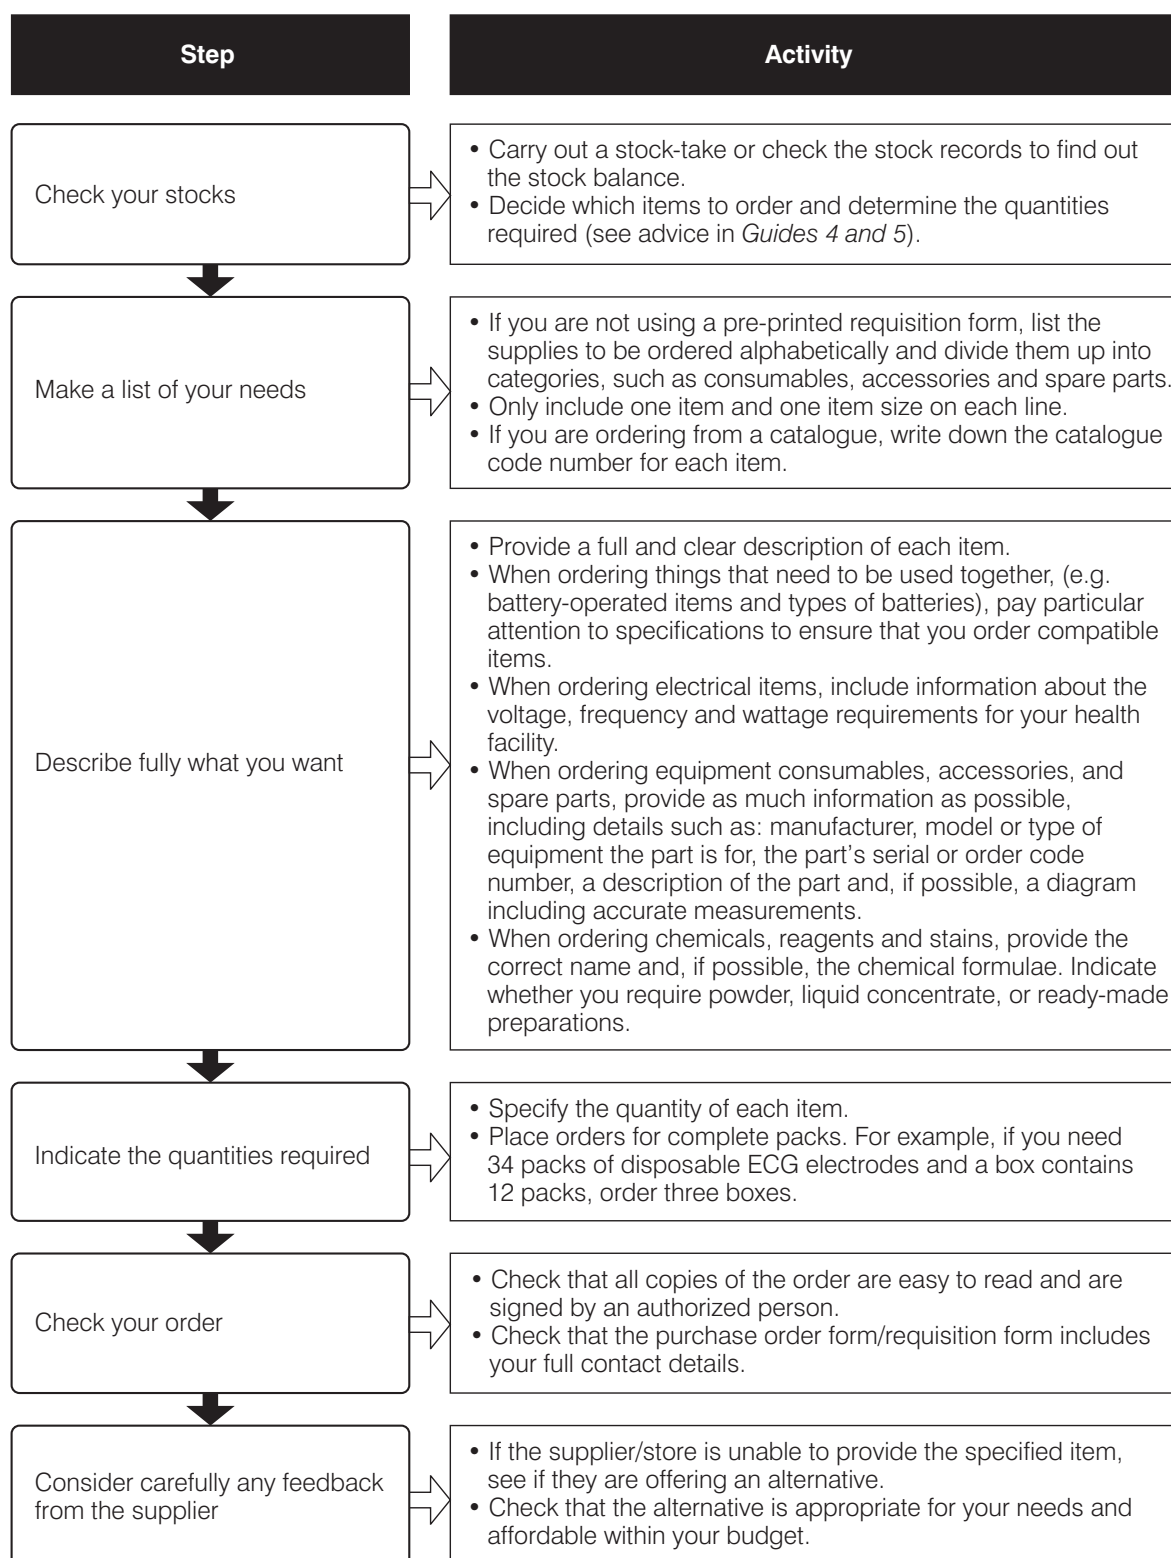 Step
Activity
Check your stocks
• Carry out a stock-take or check the stock records to find out
the stock balance.
• Decide which items to order and determine the quantities
required (see advice in Guides 4 and 5).
Make a list of your needs
• If you are not using a pre-printed requisition form, list the
supplies to be ordered alphabetically and divide them up into
categories, such as consumables, accessories and spare parts.
• Only include one item and one item size on each line.
• If you are ordering from a catalogue, write down the catalogue
code number for each item.
Describe fully what you want
• Provide a full and clear description of each item.
• When ordering things that need to be used together, (e.g.
battery-operated items and types of batteries), pay particular
attention to specifications to ensure that you order compatible
items.
• When ordering electrical items, include information about the
voltage, frequency and wattage requirements for your health
facility.
• When ordering equipment consumables, accessories, and
spare parts, provide as much information as possible,
including details such as: manufacturer, model or type of
equipment the part is for, the part's serial or order code
number, a description of the part and, if possible, a diagram
including accurate measurements.
• When ordering chemicals, reagents and stains, provide the
correct name and, if possible, the chemical formulae. Indicate
whether you require powder, liquid concentrate, or ready-made
preparations.
Indicate the quantities required
• Specify the quantity of each item.
• Place orders for complete packs. For example, if you need
34 packs of disposable ECG electrodes and a box contains
12 packs, order three boxes.
Check your order
• Check that all copies of the order are easy to read and are
signed by an authorized person.
• Check that the purchase order form/requisition form includes
your full contact details.
Consider carefully any feedback
from the supplier
• If the supplier/store is unable to provide the specified item,
see if they are offering an alternative.
• Check that the alternative is appropriate for your needs and
affordable within your budget.